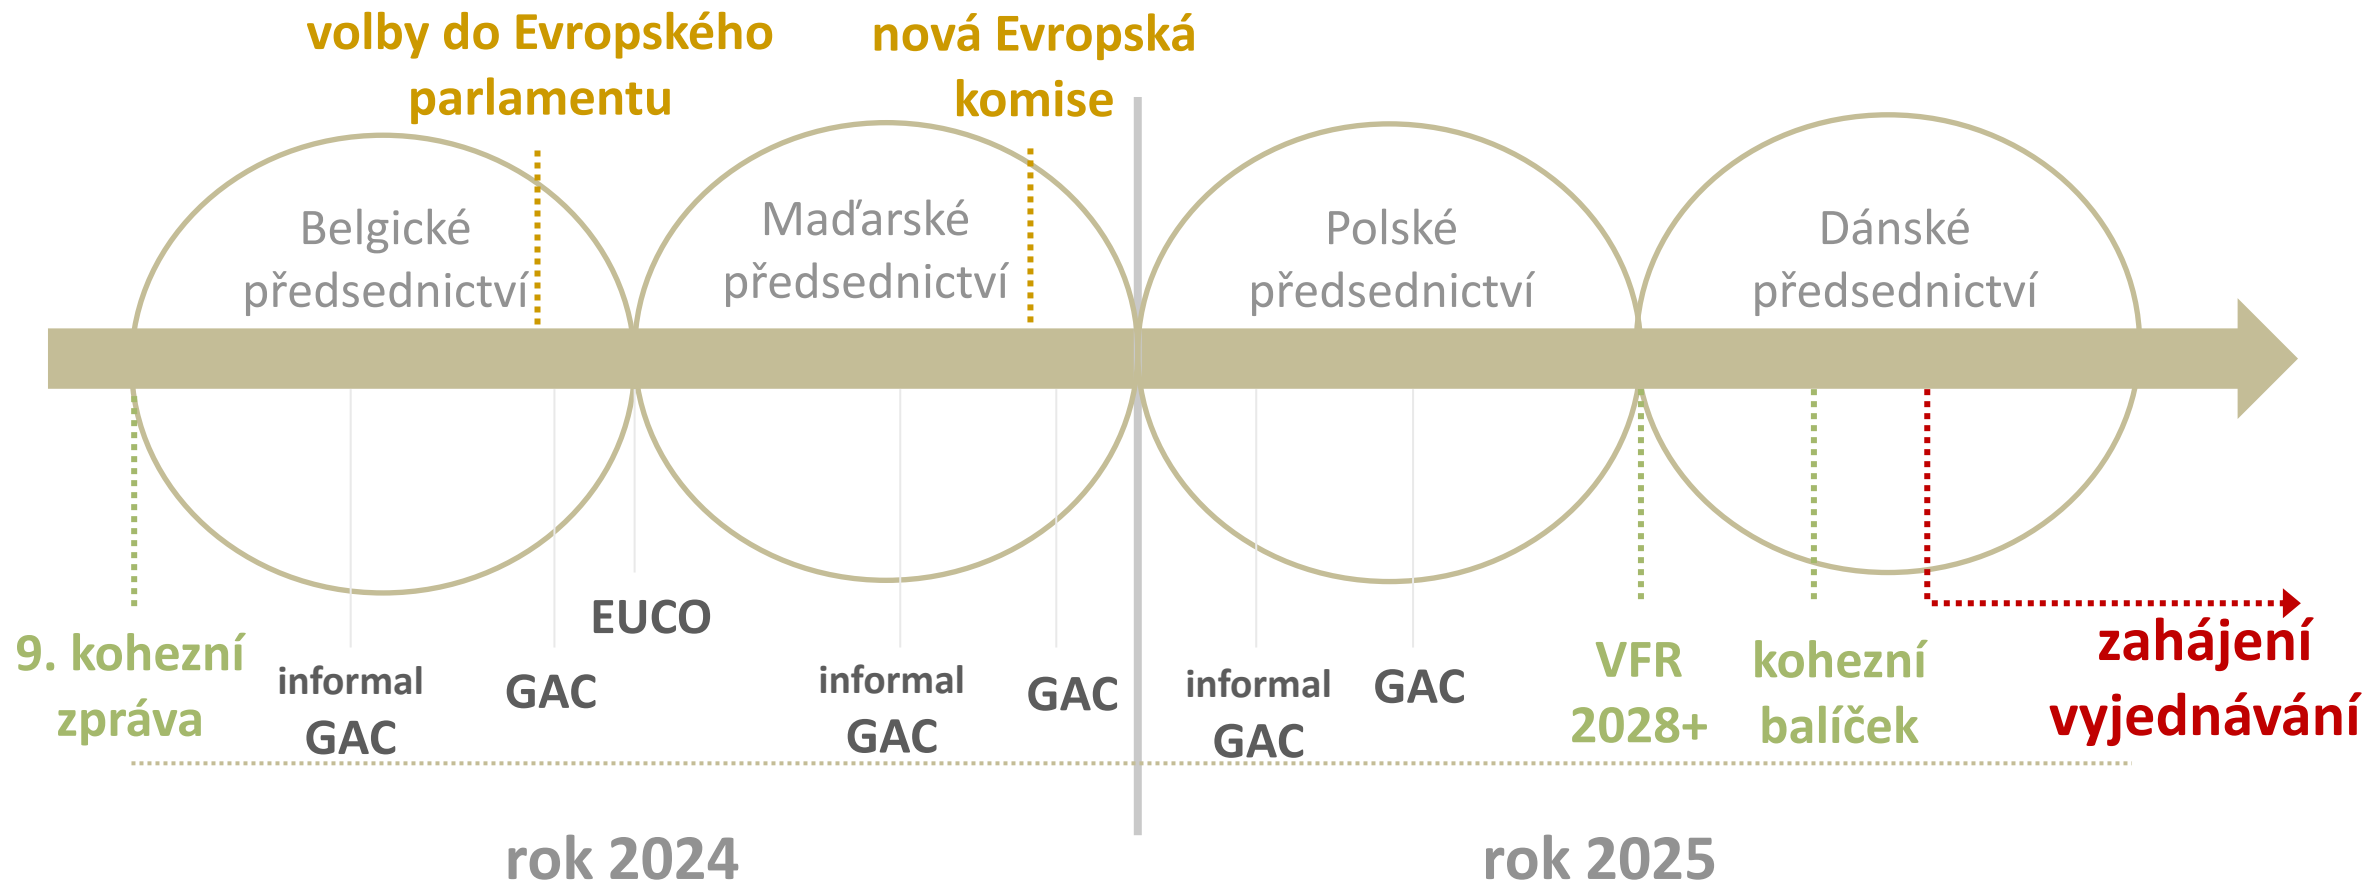 volby do Evropského
parlamentu
nová Evropská
komise
Belgické
předsednictví
Maďarské
předsednictví
Polské
předsednictví
Dánské
předsednictví
9. kohezní
zpráva
informal
GAC
GAC
EUCO
informal
GAC
GAC
informal
GAC
GAC
VFR
2028+
kohezní
balíček
zahájení
vyjednávání
rok 2024
rok 2025